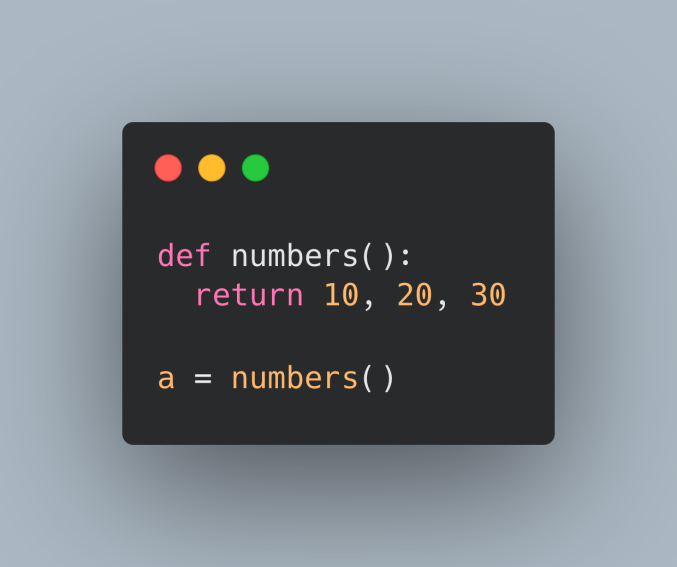 def numbers():
  return 10, 20, 30

a = numbers()